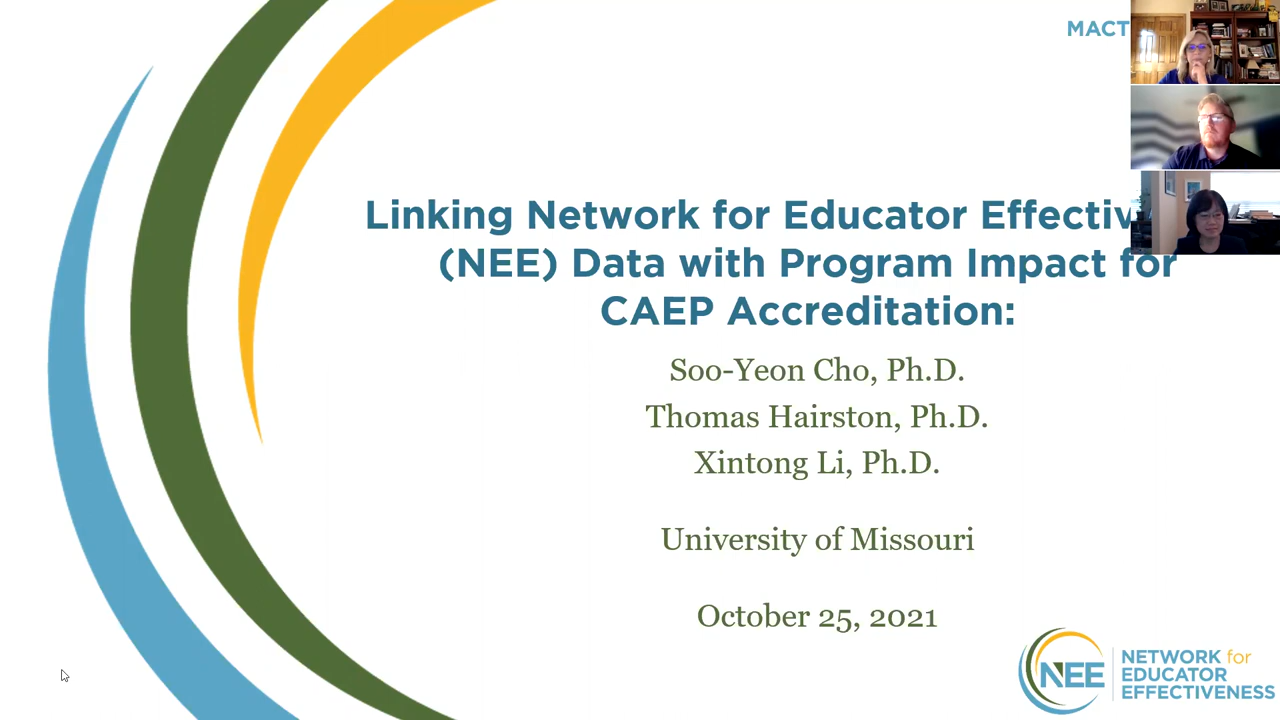 MACT
Linking Network for Educator Effectiv
(NEE) Data with Program Impact for
CAEP Accreditation:
Soo-Yeon Cho, Ph.D.
Thomas Hairston, Ph.D.
Xintong Li, Ph.D.
University of Missouri
October 25, 2021
NEE
NETWORK for
EDUCATOR
EFFECTIVENESS